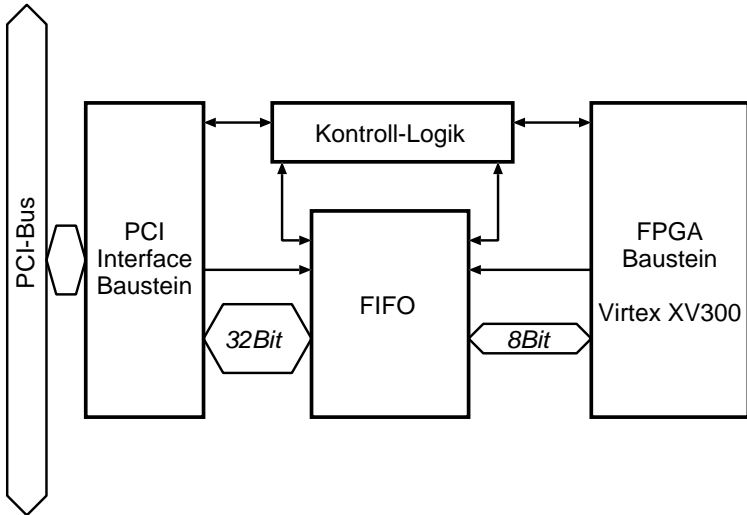 PCI-Bus
PCI
Interface
Baustein
Kontroll-Logik
FIFO
32Bit
8Bit
FPGA
Baustein
Virtex XV300